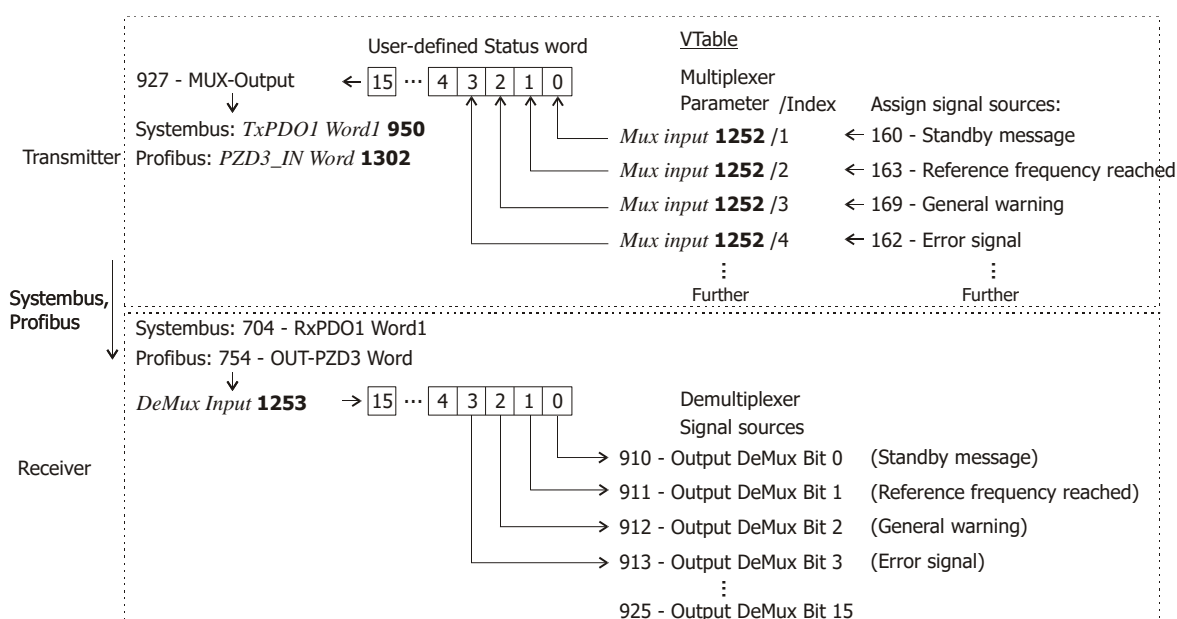 User-defined Status word
VTable
927 - MUX-Output ← 15 ··· 4 3 2 1 0
Multiplexer
Parameter /Index Assign signal sources:
Systembus: TxPDO1 Word1 950
Profibus: PZD3_IN Word 1302
Transmitter
Mux input 1252 /1 ← 160 - Standby message
Mux input 1252 /2 ← 163 - Reference frequency reached
Mux input 1252 /3 ← 169 - General warning
Mux input 1252 /4 ← 162 - Error signal
Further Further
Systembus,
Profibus
Systembus: 704 - RxPDO1 Word1
Profibus: 754 - OUT-PZD3 Word
DeMux Input 1253 → 15 ··· 4 3 2 1 0
Demultiplexer
Signal sources
Receiver
910 - Output DeMux Bit 0 (Standby message)
911 - Output DeMux Bit 1 (Reference frequency reached)
912 - Output DeMux Bit 2 (General warning)
913 - Output DeMux Bit 3 (Error signal)
925 - Output DeMux Bit 15